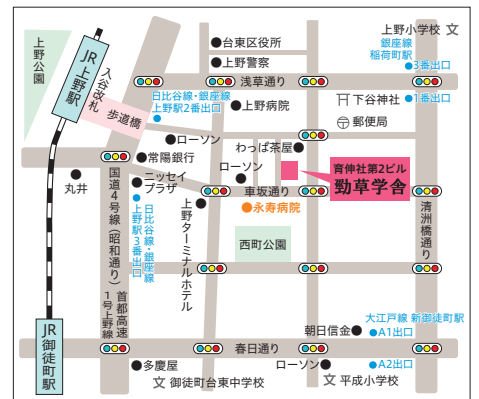 上野小学校 文
台東区役所
上野公園
JR上野駅
上野警察
銀座線
稲荷町駅
3番出口
浅草通り
入谷改札
歩道橋
日比谷線・銀座線
上野駅2番出口
上野病院
下谷神社
1番出口
郵便局
ローソン
わっぱ茶屋
常陽銀行
ローソン
育伸社第2ビル
勁草学舎
丸井
ニッセイ
プラザ
車坂通り
永寿病院
国道4号線(昭和通り)
日比谷線・銀座線
上野駅3番出口
上野ターミナルホテル
西町公園
清洲橋通り
首都高速
1号上野線
大江戸線 新御徒町駅
朝日信金
A1出口
JR御徒町駅
春日通り
多慶屋
ローソン
A2出口
文 御徒町台東中学校
文 平成小学校